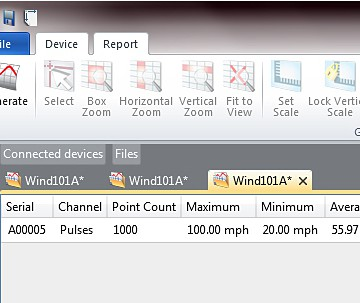 ile Device Report
nerate Select Box Zoom Horizontal Zoom Vertical Zoom Fit to View Set Scale Lock Vertic Scale
G
Connected devices Files
Wind101A* Wind101A* Wind101A*
Serial Channel Point Count Maximum Minimum Avera
A00005 Pulses 1000 100.00 mph 20.00 mph 55.97